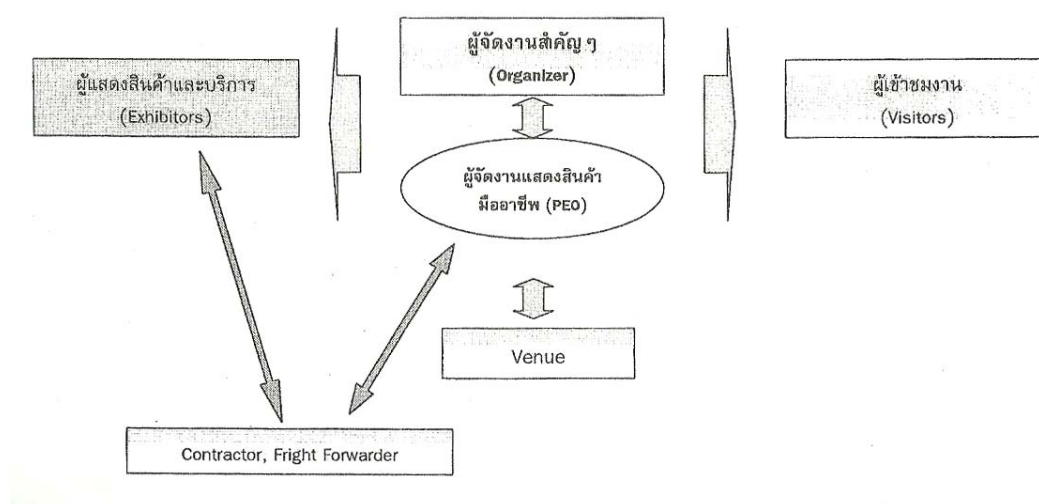 ผู้จัดงานสำคัญ ๆ
(Organizer)
ผู้แสดงสินค้าและบริการ
(Exhibitors)
ผู้เข้าชมงาน
(Visitors)
ผู้จัดงานแสดงสินค้า
มืออาชีพ (PEO)
Venue
Contractor, Fright Forwarder